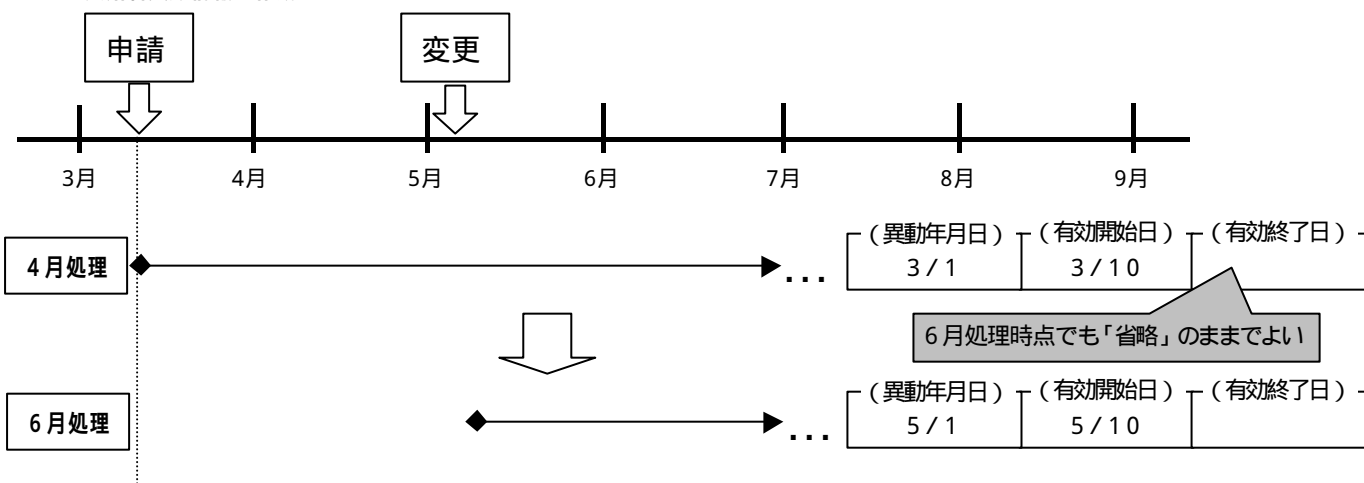 申請 変更
3月 4月 5月 6月 7月 8月 9月
(異動年月日) (有効開始日) (有効終了日)
4月処理 ... 3/1 3/10
6月処理時点でも「省略」のままでよい
(異動年月日) (有効開始日) (有効終了日)
6月処理 ... 5/1 5/10